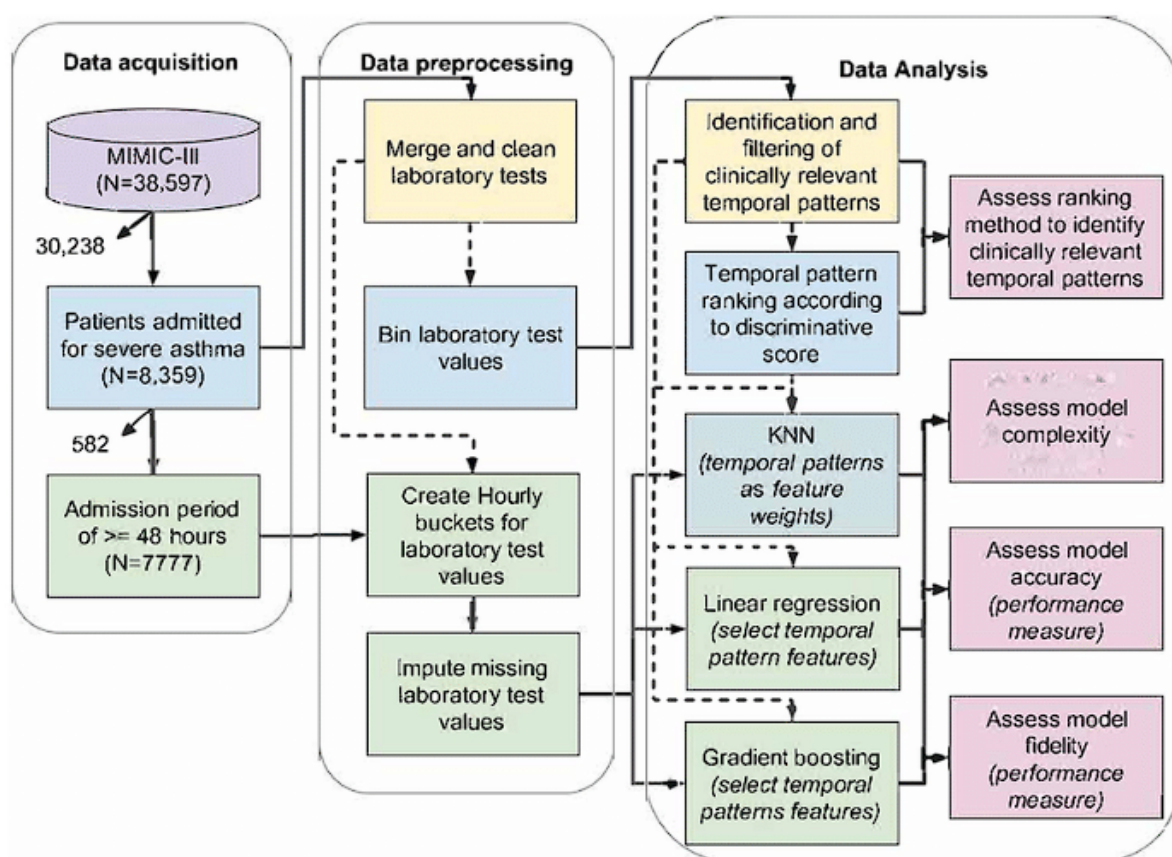 Data acquisition
MIMIC-III
(N=38,597)
30,238
Patients admitted
for severe asthma
(N=8,359)
582
Admission period
of >= 48 hours
(N=7777)
Data preprocessing
Merge and clean
laboratory tests
Bin laboratory test
values
Create Hourly
buckets for
laboratory test
values
Impute missing
laboratory test
values
Data Analysis
Identification and
filtering of
clinically relevant
temporal patterns
Temporal pattern
ranking according
to discriminative
score
KNN
(temporal patterns
as feature
weights)
Linear regression
(select temporal
pattern features)
Gradient boosting
(select temporal
patterns features)
Assess ranking
method to identify
clinically relevant
temporal patterns
Assess model
complexity
Assess model
accuracy
(performance
measure)
Assess model
fidelity
(performance
measure)